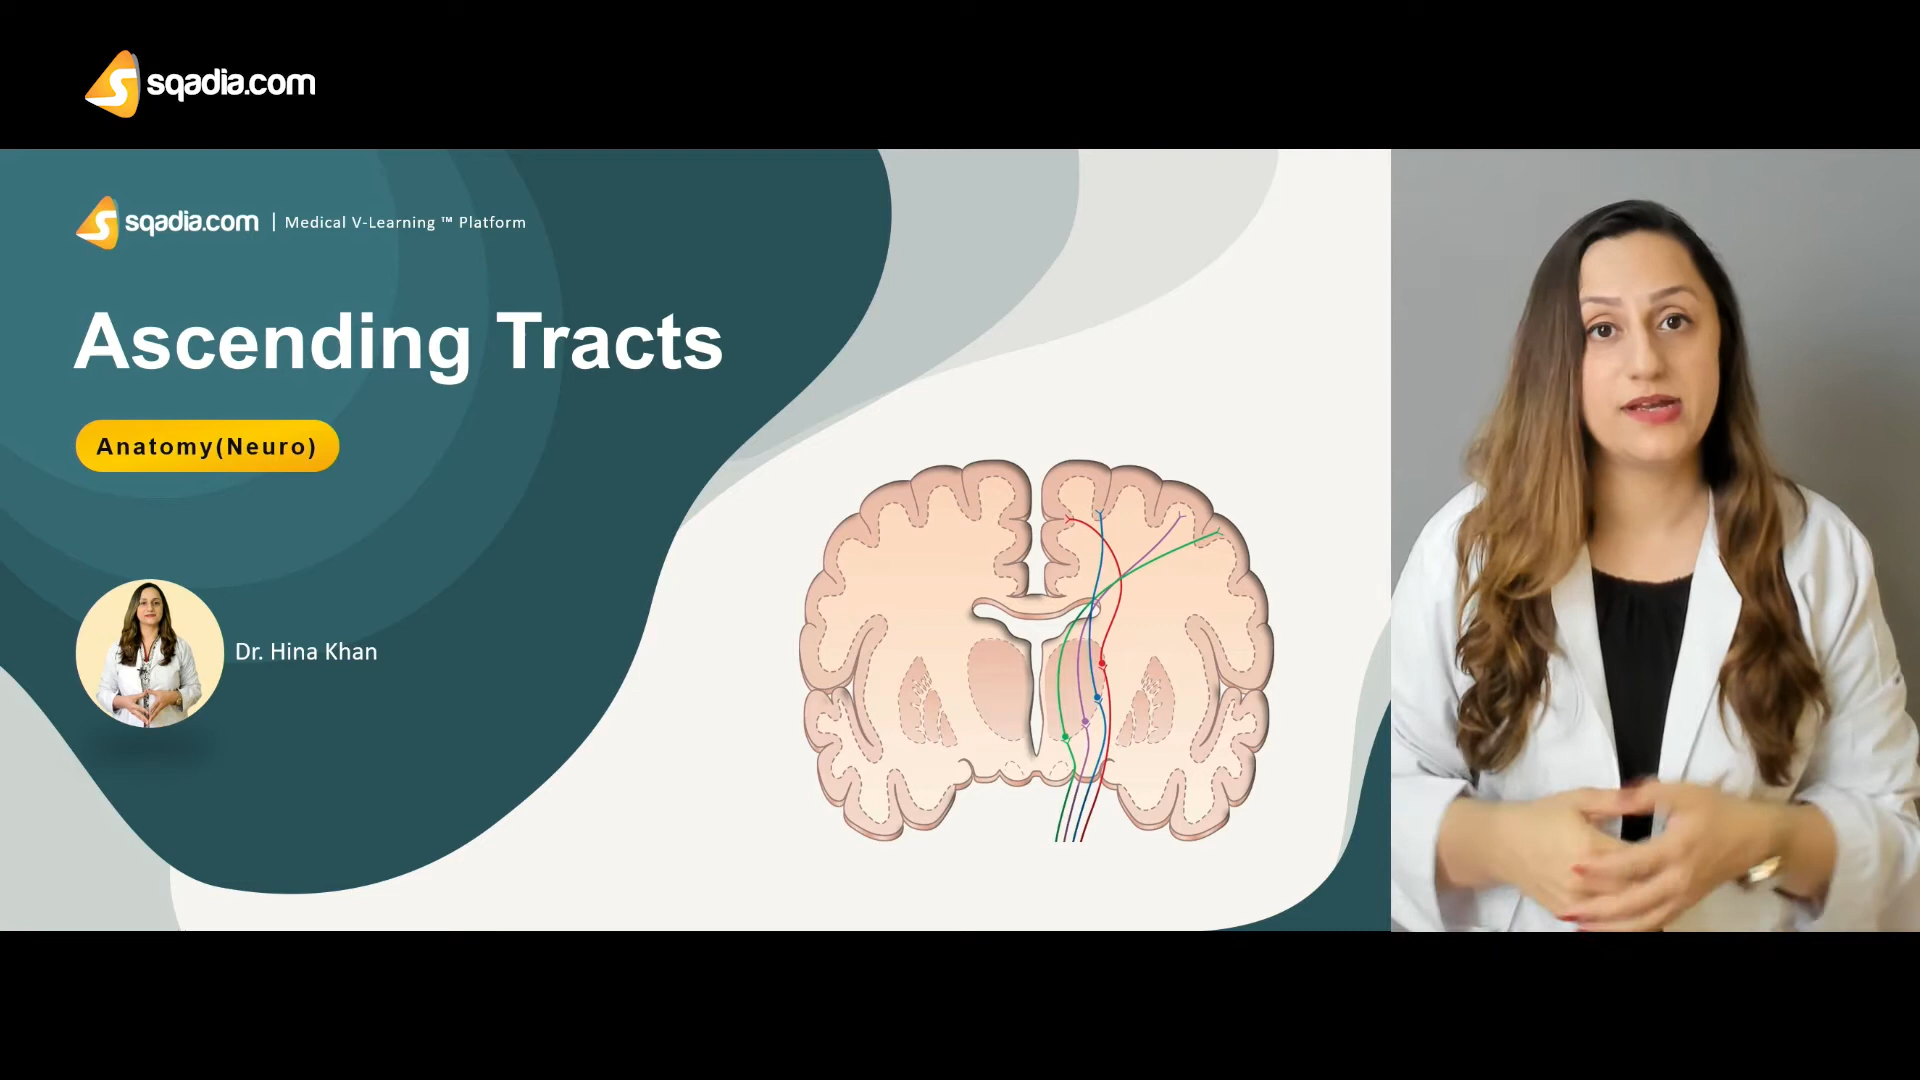 sqadia.com
sqadia.com | Medical V-Learning ™ Platform
Ascending Tracts
Anatomy(Neuro)
Dr. Hina Khan